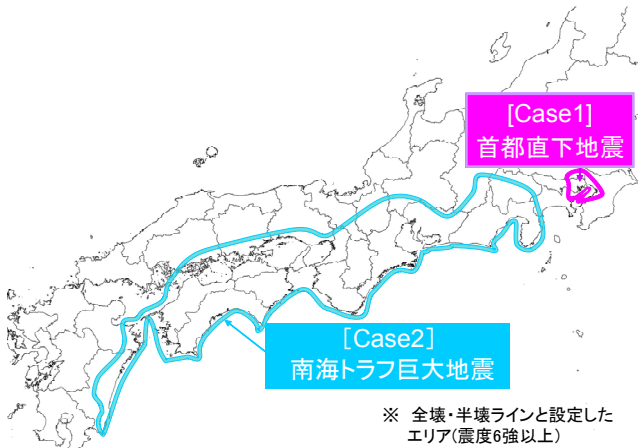 [Case1]
首都直下地震
[Case2]
南海トラフ巨大地震
※ 全壊・半壊ラインと設定した
エリア(震度6強以上)